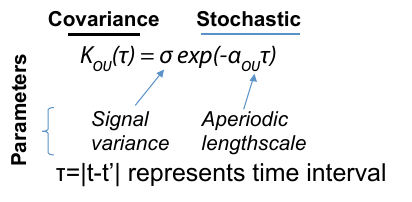 Covariance Stochastic
K_OU(τ) = σ exp(-α_OU τ)
Parameters
Signal variance
Aperiodic lengthscale
τ=|t-t'| represents time interval